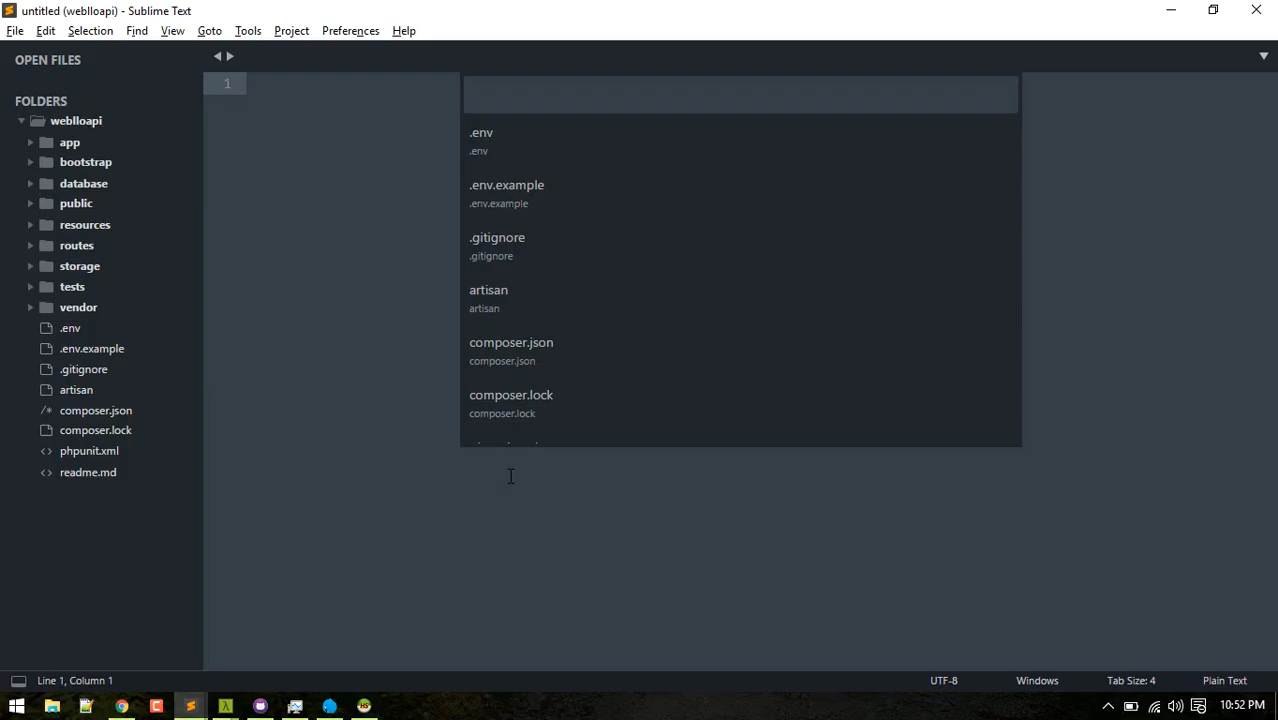 untitled (weblloapi) - Sublime Text
File Edit Selection Find View Goto Tools Project Preferences Help
OPEN FILES
FOLDERS
weblloapi
app
bootstrap
database
public
resources
routes
storage
tests
vendor
.env
.env.example
.gitignore
artisan
composer.json
composer.lock
phpunit.xml
readme.md
1
.env
.env
.env.example
.env.example
.gitignore
.gitignore
artisan
artisan
composer.json
composer.json
composer.lock
composer.lock
Line 1, Column 1
UTF-8
Windows
Tab Size: 4
Plain Text
10:52 PM